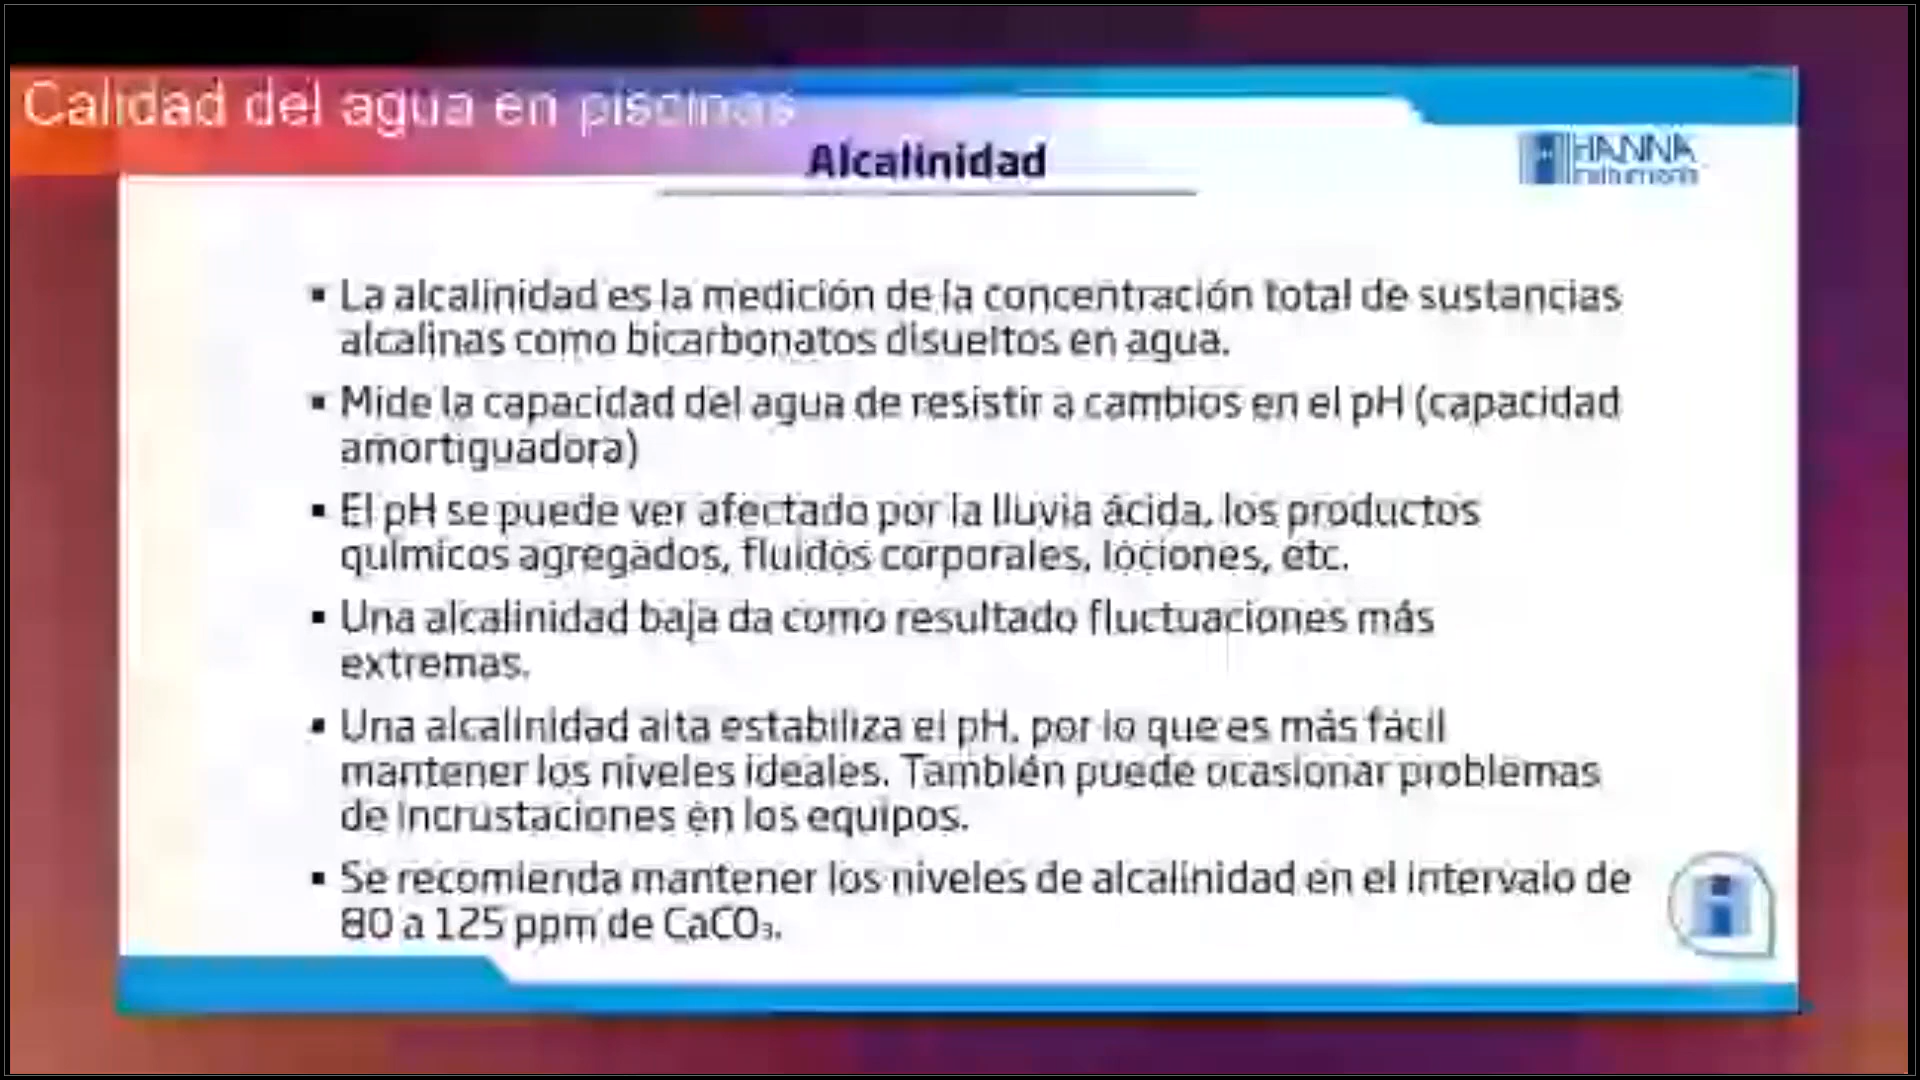 Calidad del agua en piscinas
Alcalinidad
HANNA
instruments
▪ La alcalinidad es la medición de la concentración total de sustancias
alcalinas como bicarbonatos disueltos en agua.
▪ Mide la capacidad del agua de resistir a cambios en el pH (capacidad
amortiguadora)
▪ El pH se puede ver afectado por la lluvia ácida, los productos
químicos agregados, fluidos corporales, lociones, etc.
▪ Una alcalinidad baja da como resultado fluctuaciones más
extremas.
▪ Una alcalinidad alta estabiliza el pH, por lo que es más fácil
mantener los niveles ideales. También puede ocasionar problemas
de incrustaciones en los equipos.
▪ Se recomienda mantener los niveles de alcalinidad en el intervalo de
80 a 125 ppm de CaCO₃.